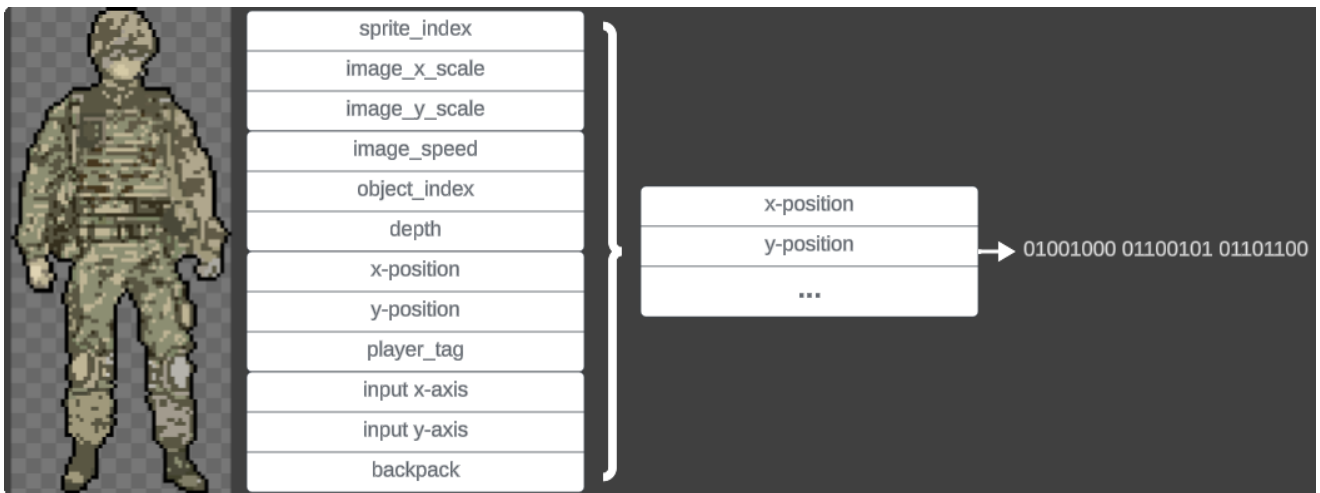 sprite_index
image_x_scale
image_y_scale
image_speed
object_index
depth
x-position
y-position
player_tag
input x-axis
input y-axis
backpack
x-position
y-position
...
01001000 01100101 01101100